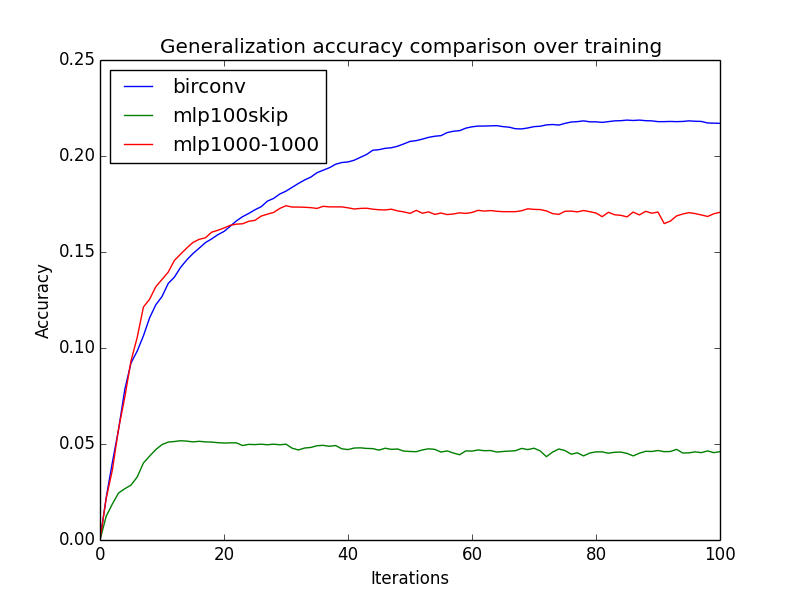 Generalization accuracy comparison over training
0.25
birconv
mlp100skip
mlp1000-1000
0.20
0.15
Accuracy
0.10
0.05
0.00
0 20 40 60 80 100
Iterations